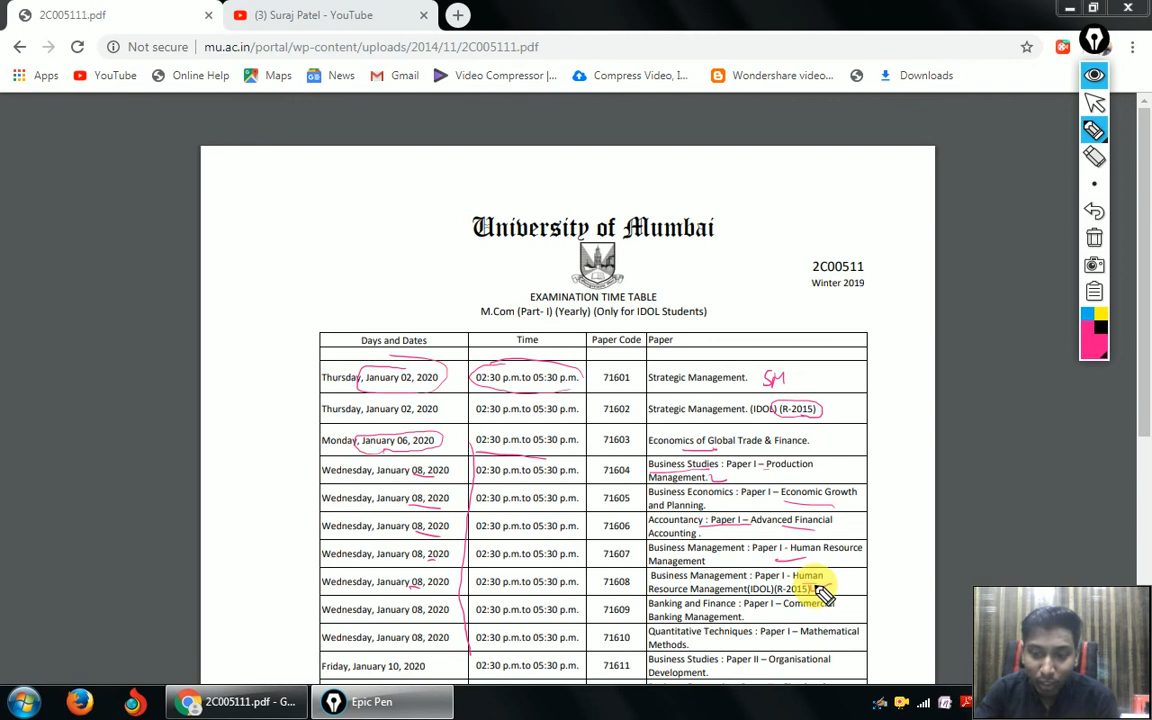 2C005111.pdf
(3) Suraj Patel - YouTube
Not secure
mu.ac.in/portal/wp-content/uploads/2014/11/2C005111.pdf
Apps YouTube Online Help Maps News Gmail Video Compressor |... Compress Video, I... Wondershare video... Downloads
University of Mumbai
2C00511
Winter 2019
EXAMINATION TIME TABLE
M.Com (Part- I) (Yearly) (Only for IDOL Students)
Days and Dates Time Paper Code Paper
Thursday, January 02, 2020 02:30 p.m.to 05:30 p.m. 71601 Strategic Management. SM
Thursday, January 02, 2020 02:30 p.m.to 05:30 p.m. 71602 Strategic Management. (IDOL) (R-2015)
Monday, January 06, 2020 02:30 p.m.to 05:30 p.m. 71603 Economics of Global Trade & Finance.
Wednesday, January 08, 2020 02:30 p.m.to 05:30 p.m. 71604 Business Studies : Paper I – Production
Management.
Wednesday, January 08, 2020 02:30 p.m.to 05:30 p.m. 71605 Business Economics : Paper I – Economic Growth
and Planning.
Wednesday, January 08, 2020 02:30 p.m.to 05:30 p.m. 71606 Accountancy : Paper I – Advanced Financial
Accounting .
Wednesday, January 08, 2020 02:30 p.m.to 05:30 p.m. 71607 Business Management : Paper I - Human Resource
Management
Wednesday, January 08, 2020 02:30 p.m.to 05:30 p.m. 71608 Business Management : Paper I - Human
Resource Management(IDOL)(R-2015)
Wednesday, January 08, 2020 02:30 p.m.to 05:30 p.m. 71609 Banking and Finance : Paper I – Commercial
Banking Management.
Wednesday, January 08, 2020 02:30 p.m.to 05:30 p.m. 71610 Quantitative Techniques : Paper I – Mathematical
Methods.
Friday, January 10, 2020 02:30 p.m.to 05:30 p.m. 71611 Business Studies : Paper II – Organisational
Development.
2C005111.pdf - G...
Epic Pen